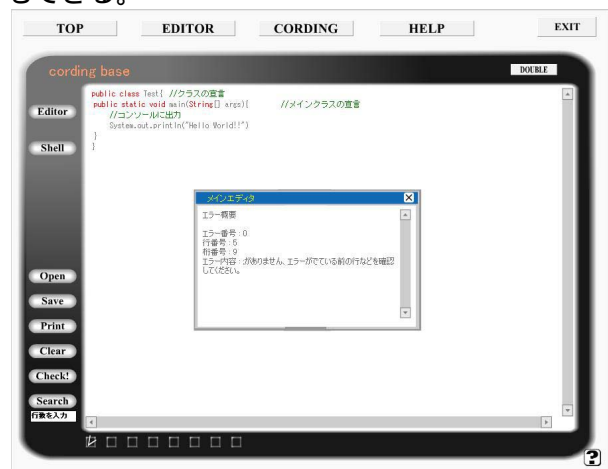 もできる。
TOP EDITOR CORDING HELP EXIT
cording base DOUBLE
public class Test{ //クラスの宣言
public static void main(String[] args){ //メインクラスの宣言
//コンソールに出力
System.out.println("Hello World!!")
}
}
Editor
Shell
メインエディタ
エラー概要
エラー番号:0
行番号:5
桁番号:9
エラー内容:;がありません、エラーがでている前の行などを確認
してください。
Open
Save
Print
Clear
Check!
Search
行数を入力
?